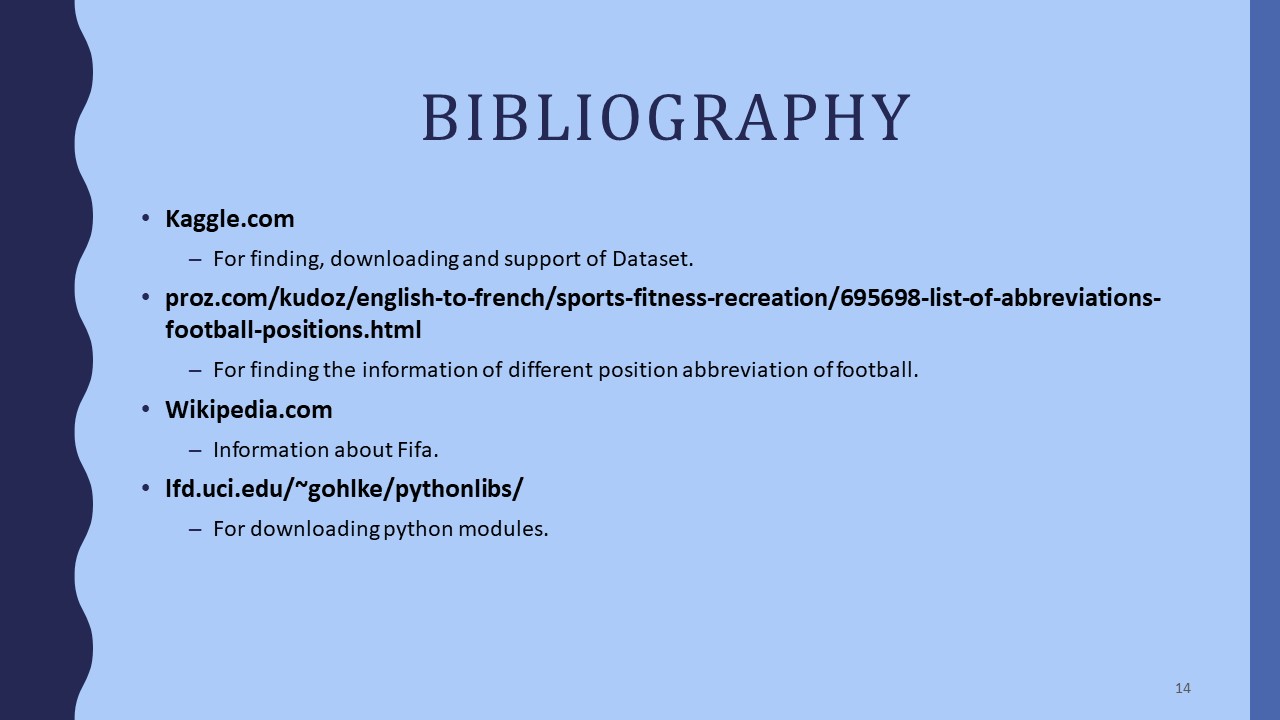 BIBLIOGRAPHY
• Kaggle.com
– For finding, downloading and support of Dataset.
• proz.com/kudoz/english-to-french/sports-fitness-recreation/695698-list-of-abbreviations-
football-positions.html
– For finding the information of different position abbreviation of football.
• Wikipedia.com
– Information about Fifa.
• lfd.uci.edu/~gohlke/pythonlibs/
– For downloading python modules.
14